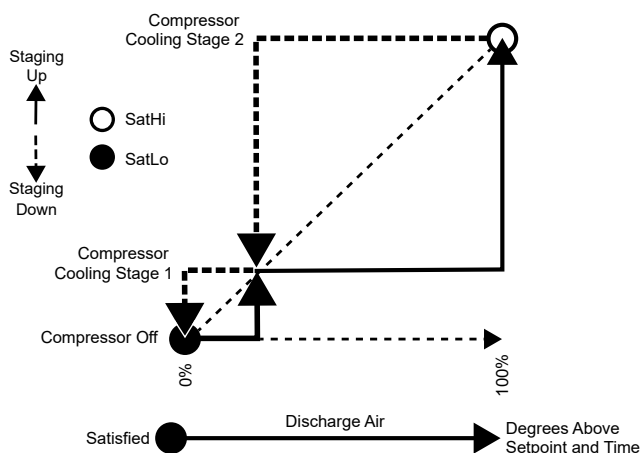 Compressor
Cooling Stage 2
Staging
Up
SatHi
SatLo
Staging
Down
Compressor
Cooling Stage 1
Compressor Off
0%
100%
Discharge Air
Satisfied
Degrees Above
Setpoint and Time